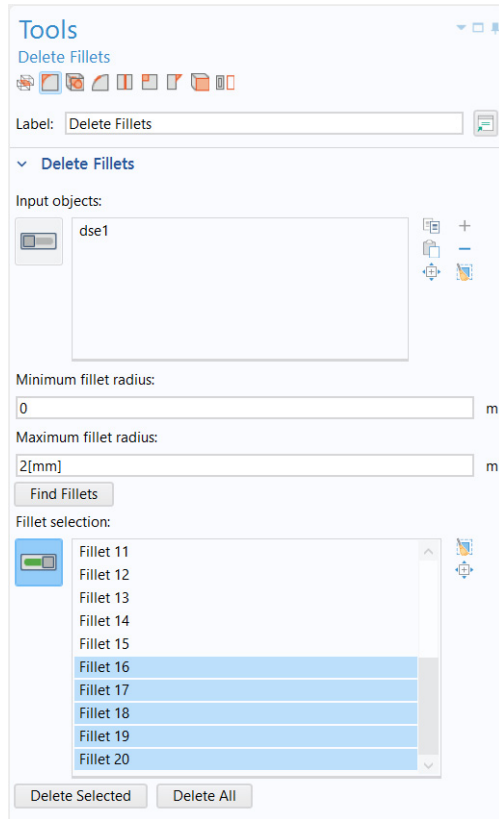 Tools
Delete Fillets
Label: Delete Fillets
Delete Fillets
Input objects:
dse1
Minimum fillet radius:
0 m
Maximum fillet radius:
2[mm] m
Find Fillets
Fillet selection:
Fillet 11
Fillet 12
Fillet 13
Fillet 14
Fillet 15
Fillet 16
Fillet 17
Fillet 18
Fillet 19
Fillet 20
Delete Selected Delete All